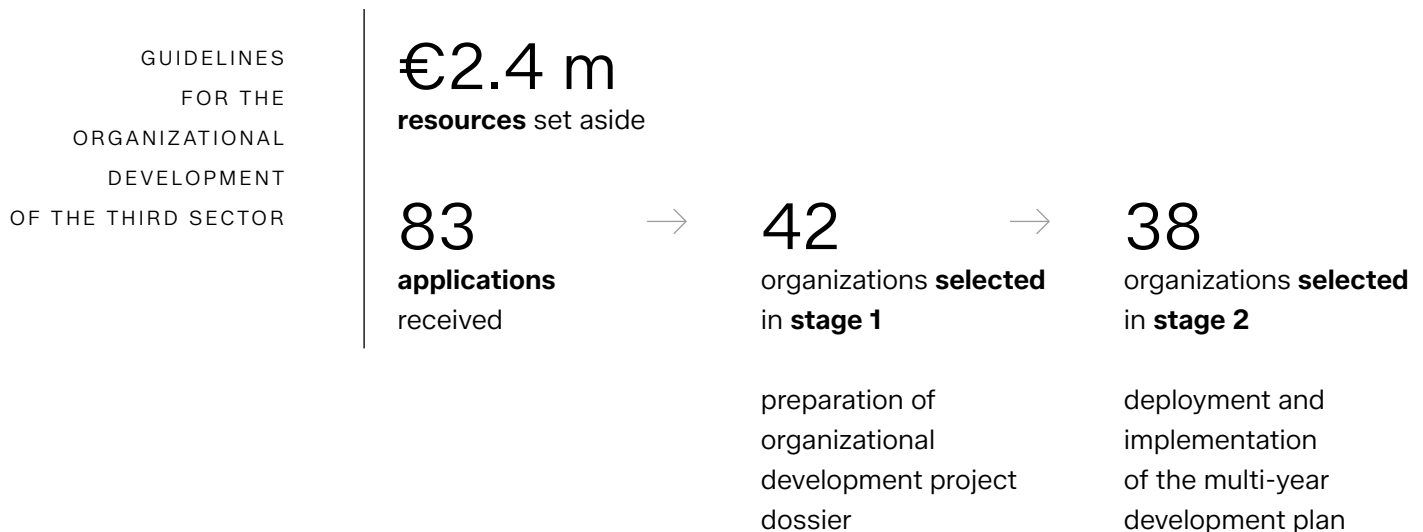 GUIDELINES
FOR THE
ORGANIZATIONAL
DEVELOPMENT
OF THE THIRD SECTOR
€2.4 m
resources set aside
83
applications
received
→
42
organizations selected
in stage 1
preparation of
organizational
development project
dossier
→
38
organizations selected
in stage 2
deployment and
implementation
of the multi-year
development plan